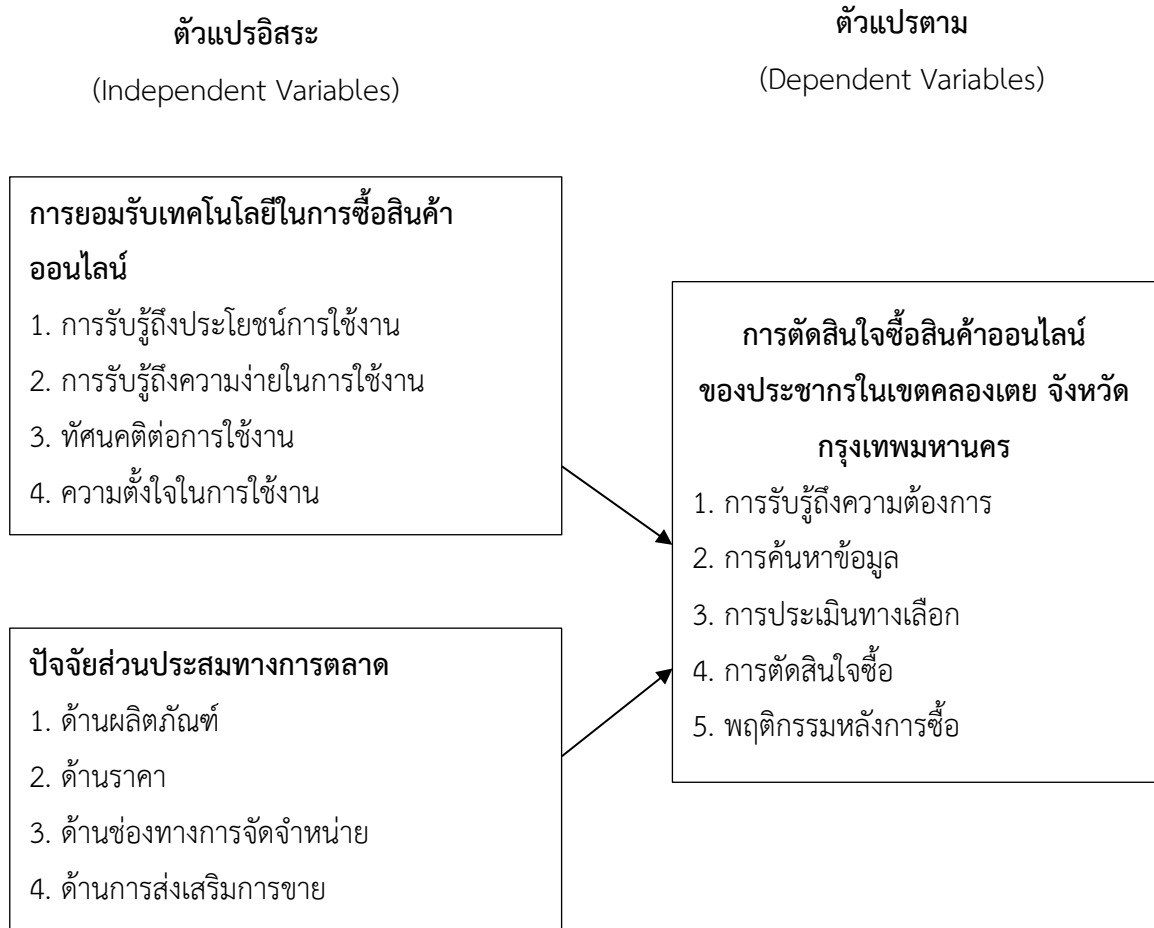 ตัวแปรอิสระ
(Independent Variables)
ตัวแปรตาม
(Dependent Variables)
การยอมรับเทคโนโลยีในการซื้อสินค้า
ออนไลน์
1. การรับรู้ถึงประโยชน์การใช้งาน
2. การรับรู้ถึงความง่ายในการใช้งาน
3. ทัศนคติต่อการใช้งาน
4. ความตั้งใจในการใช้งาน
ปัจจัยส่วนประสมทางการตลาด
1. ด้านผลิตภัณฑ์
2. ด้านราคา
3. ด้านช่องทางการจัดจำหน่าย
4. ด้านการส่งเสริมการขาย
การตัดสินใจซื้อสินค้าออนไลน์
ของประชากรในเขตคลองเตย จังหวัด
กรุงเทพมหานคร
1. การรับรู้ถึงความต้องการ
2. การค้นหาข้อมูล
3. การประเมินทางเลือก
4. การตัดสินใจซื้อ
5. พฤติกรรมหลังการซื้อ